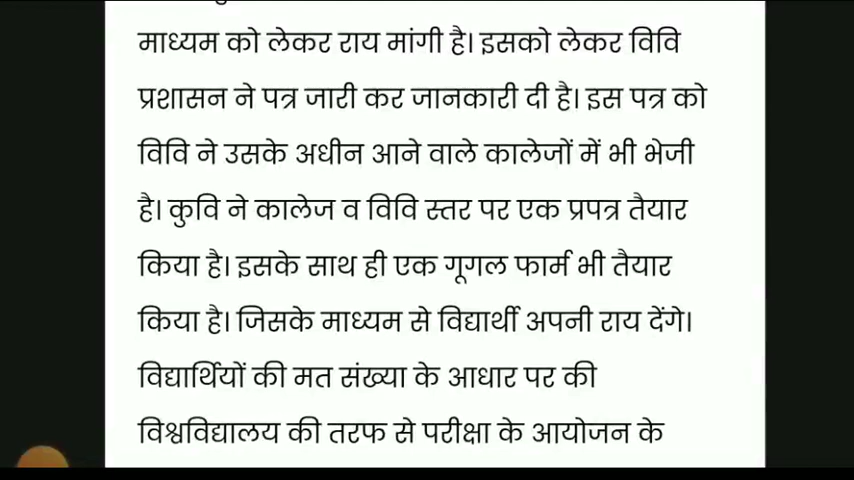 माध्यम को लेकर राय मांगी है। इसको लेकर विवि
प्रशासन ने पत्र जारी कर जानकारी दी है। इस पत्र को
विवि ने उसके अधीन आने वाले कालेजों में भी भेजी
है। कुवि ने कालेज व विवि स्तर पर एक प्रपत्र तैयार
किया है। इसके साथ ही एक गूगल फार्म भी तैयार
किया है। जिसके माध्यम से विद्यार्थी अपनी राय देंगे।
विद्यार्थियों की मत संख्या के आधार पर की
विश्वविद्यालय की तरफ से परीक्षा के आयोजन के